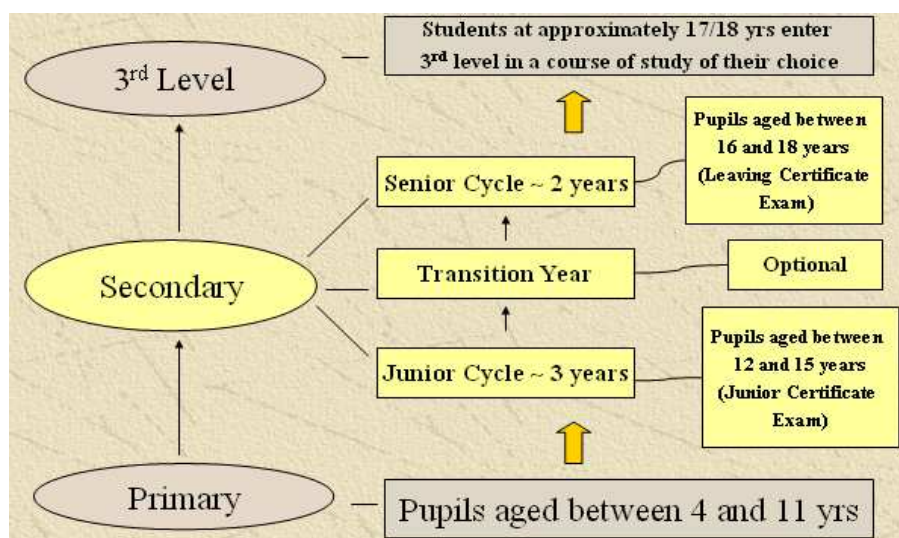 Students at approximately 17/18 yrs enter
3rd level in a course of study of their choice
3rd Level
Pupils aged between
16 and 18 years
(Leaving Certificate
Exam)
Senior Cycle ~ 2 years
Secondary
Transition Year
Optional
Junior Cycle ~ 3 years
Pupils aged between
12 and 15 years
(Junior Certificate
Exam)
Primary
Pupils aged between 4 and 11 yrs